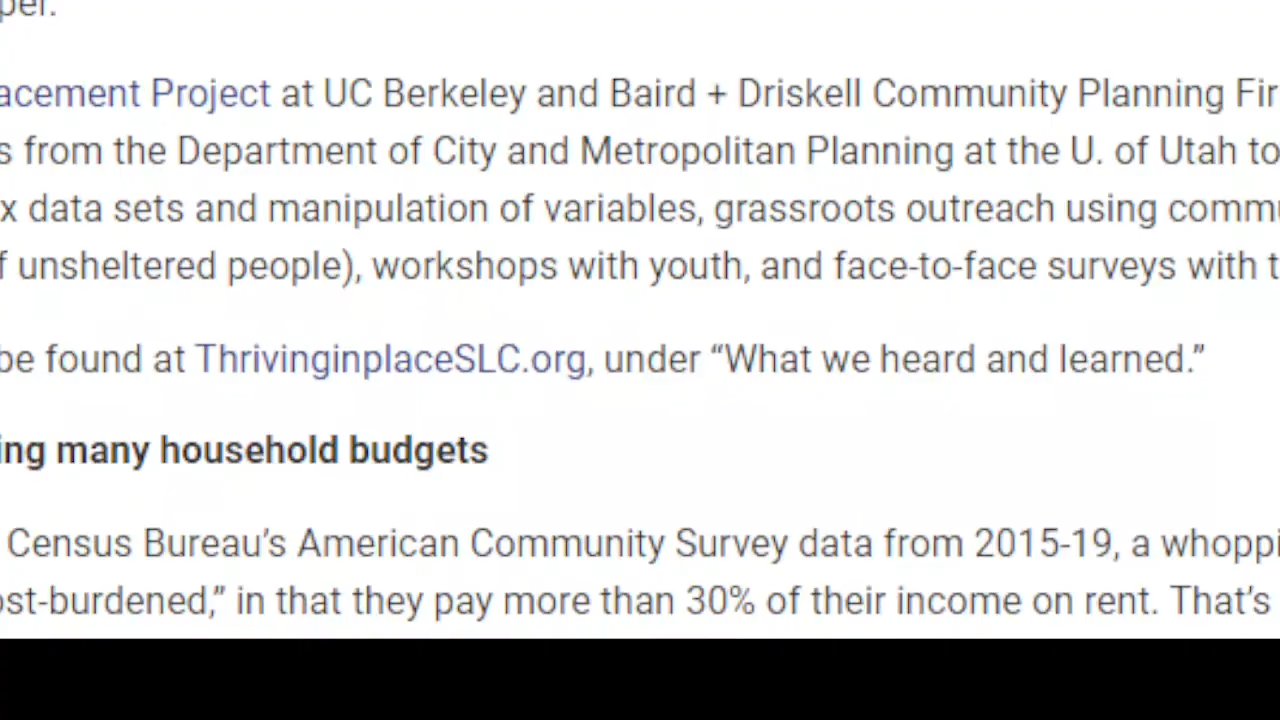 per.
acement Project at UC Berkeley and Baird + Driskell Community Planning Fir
s from the Department of City and Metropolitan Planning at the U. of Utah to
x data sets and manipulation of variables, grassroots outreach using commu
f unsheltered people), workshops with youth, and face-to-face surveys with t
be found at ThrivinginplaceSLC.org, under “What we heard and learned.”
ing many household budgets
Census Bureau’s American Community Survey data from 2015-19, a whoppi
ost-burdened,” in that they pay more than 30% of their income on rent. That’s